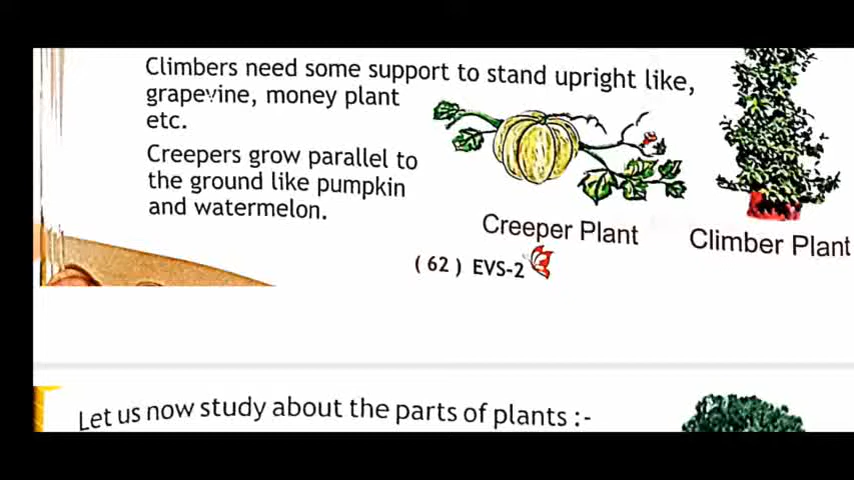 Climbers need some support to stand upright like,
grapevine, money plant
etc.
Creepers grow parallel to
the ground like pumpkin
and watermelon.
Creeper Plant
Climber Plant
( 62 ) EVS-2
Let us now study about the parts of plants :-